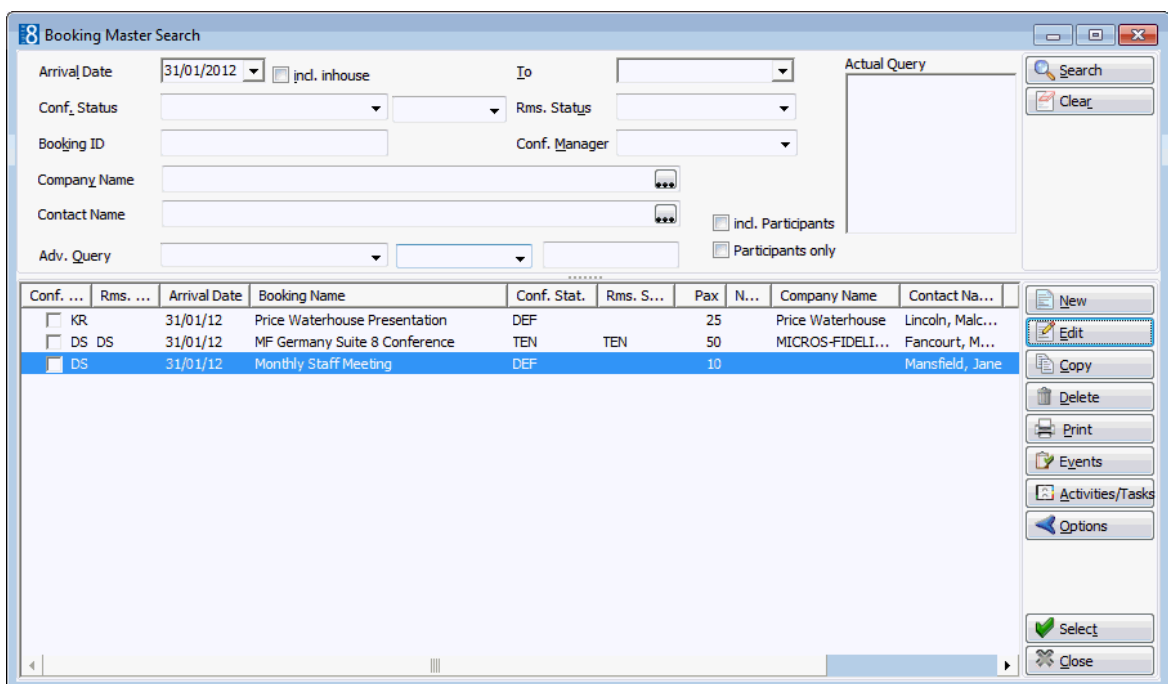 8 Booking Master Search
Arrival Date 31/01/2012 incl. inhouse To Actual Query Search
Conf. Status Rms. Status Clear
Booking ID Conf. Manager
Company Name
Contact Name incl. Participants
Adv. Query Participants only
Conf. ... Rms. ... Arrival Date Booking Name Conf. Stat. Rms. S... Pax N... Company Name Contact Na... New
KR 31/01/12 Price Waterhouse Presentation DEF 25 Price Waterhouse Lincoln, Malc...
DS DS 31/01/12 MF Germany Suite 8 Conference TEN TEN 50 MICROS-FIDELI... Fancourt, M... Edit
DS 31/01/12 Monthly Staff Meeting DEF 10 Mansfield, Jane Copy
Delete
Print
Events
Activities/Tasks
Options
Select
Close